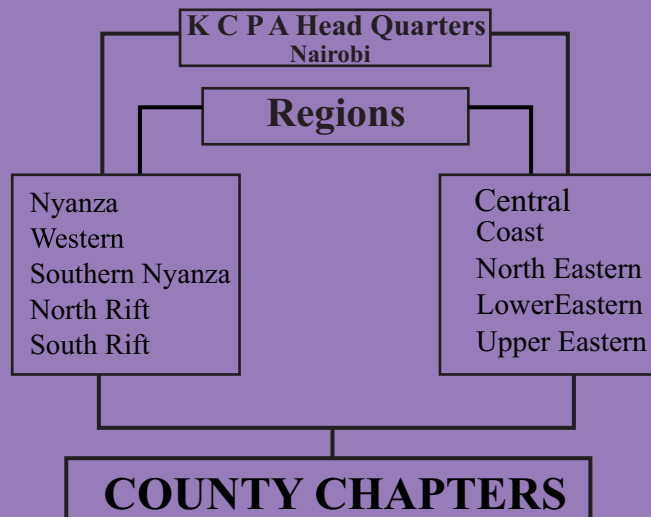 K C P A Head Quarters
Nairobi
Regions
Nyanza
Western
Southern Nyanza
North Rift
South Rift
Central
Coast
North Eastern
LowerEastern
Upper Eastern
COUNTY CHAPTERS